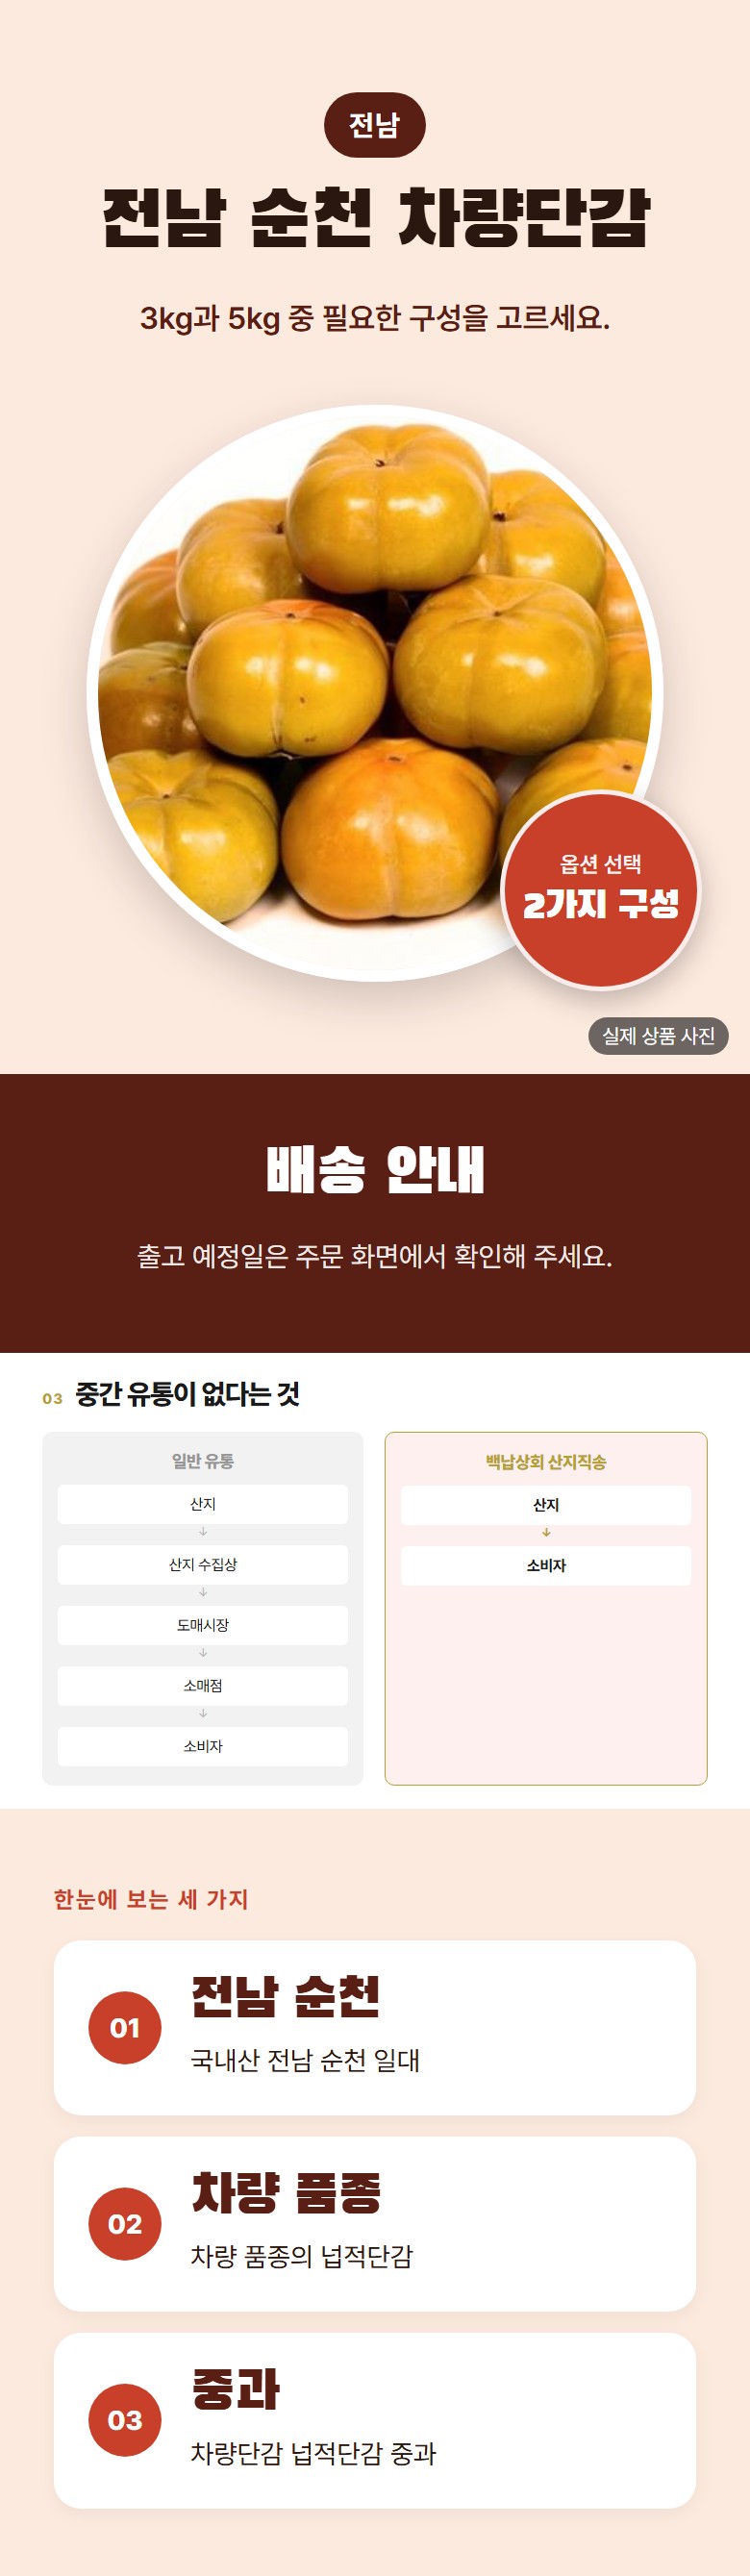 전남
전남 순천 차량단감
3kg과 5kg 중 필요한 구성을 고르세요.
옵션 선택
2가지 구성
실제 상품 사진
배송 안내
출고 예정일은 주문 화면에서 확인해 주세요.
03 중간 유통이 없다는 것
일반 유통
산지
↓
산지 수집상
↓
도매시장
↓
소매점
↓
소비자
백납상회 산지직송
산지
↓
소비자
한눈에 보는 세 가지
01
전남 순천
국내산 전남 순천 일대
02
차량 품종
차량 품종의 넙적단감
03
중과
차량단감 넙적단감 중과